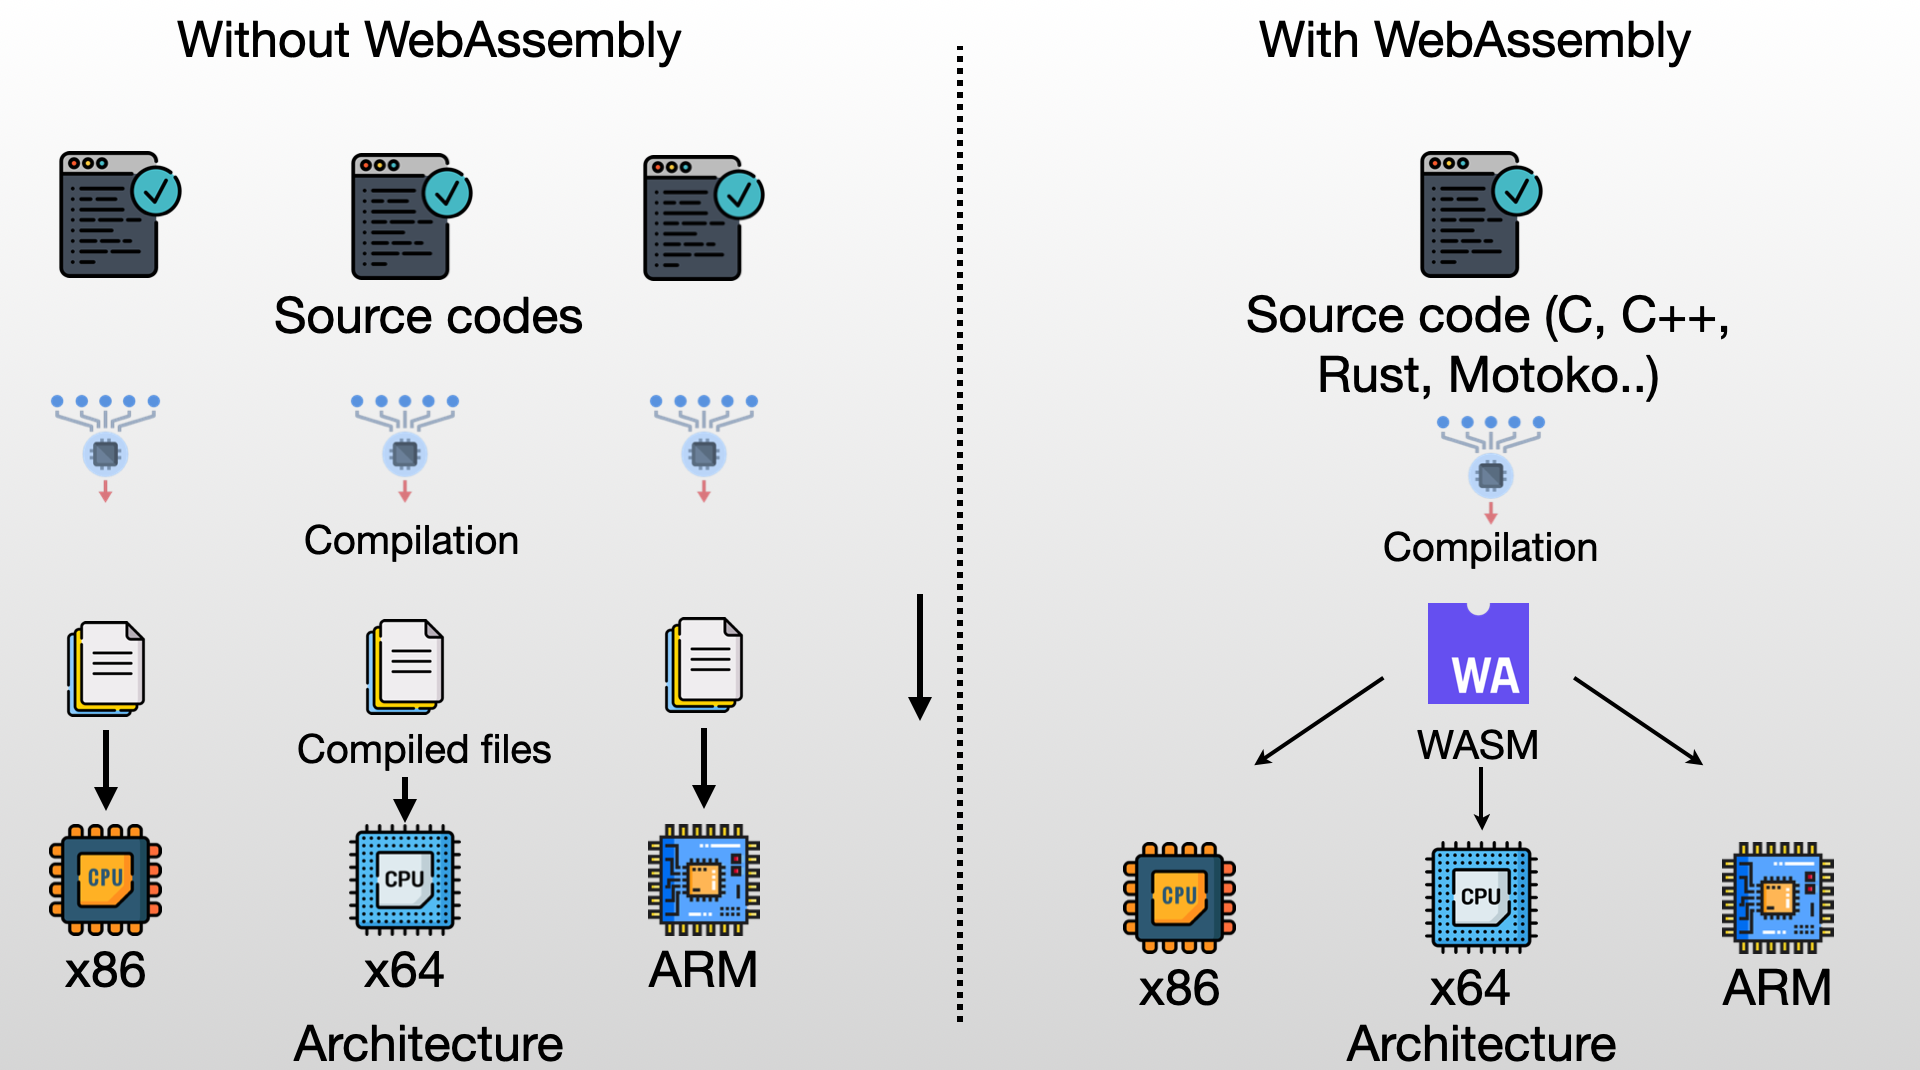 Without WebAssembly
Source codes
Compilation
Compiled files
CPU
CPU
x86
x64
ARM
Architecture
With WebAssembly
Source code (C, C++,
Rust, Motoko..)
Compilation
WA
WASM
CPU
CPU
x86
x64
ARM
Architecture